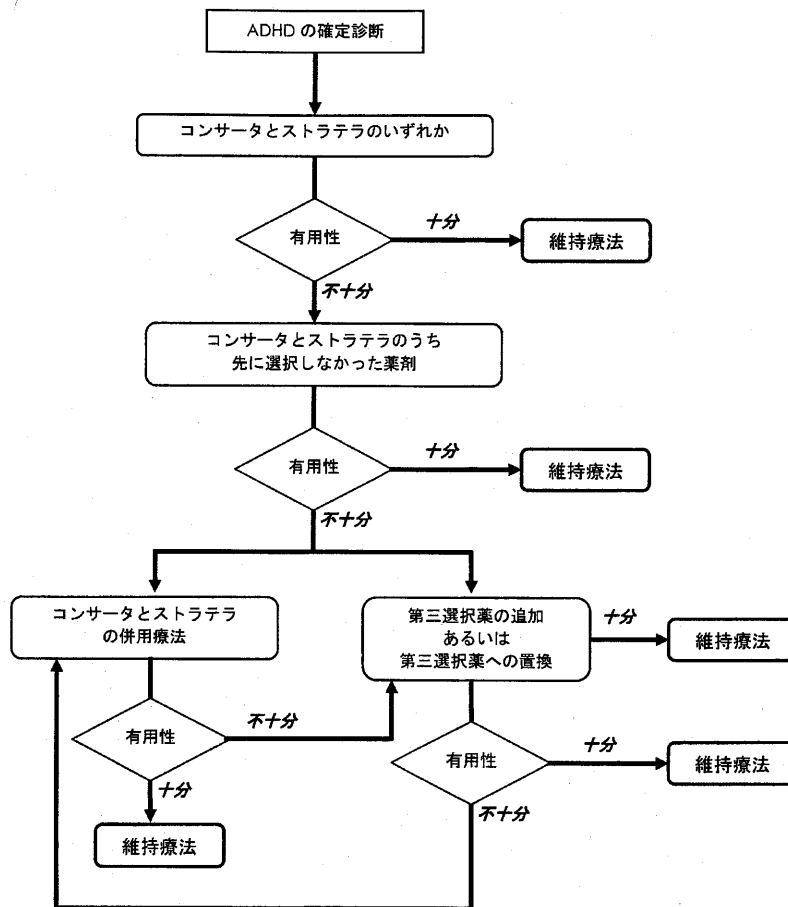 ADHD の確定診断
コンサータとストラテラのいずれか
有用性
十分
維持療法
不十分
コンサータとストラテラのうち
先に選択しなかった薬剤
有用性
十分
維持療法
不十分
コンサータとストラテラ
の併用療法
第三選択薬の追加
あるいは
第三選択薬への置換
十分
維持療法
有用性
不十分
十分
維持療法
有用性
十分
維持療法
不十分